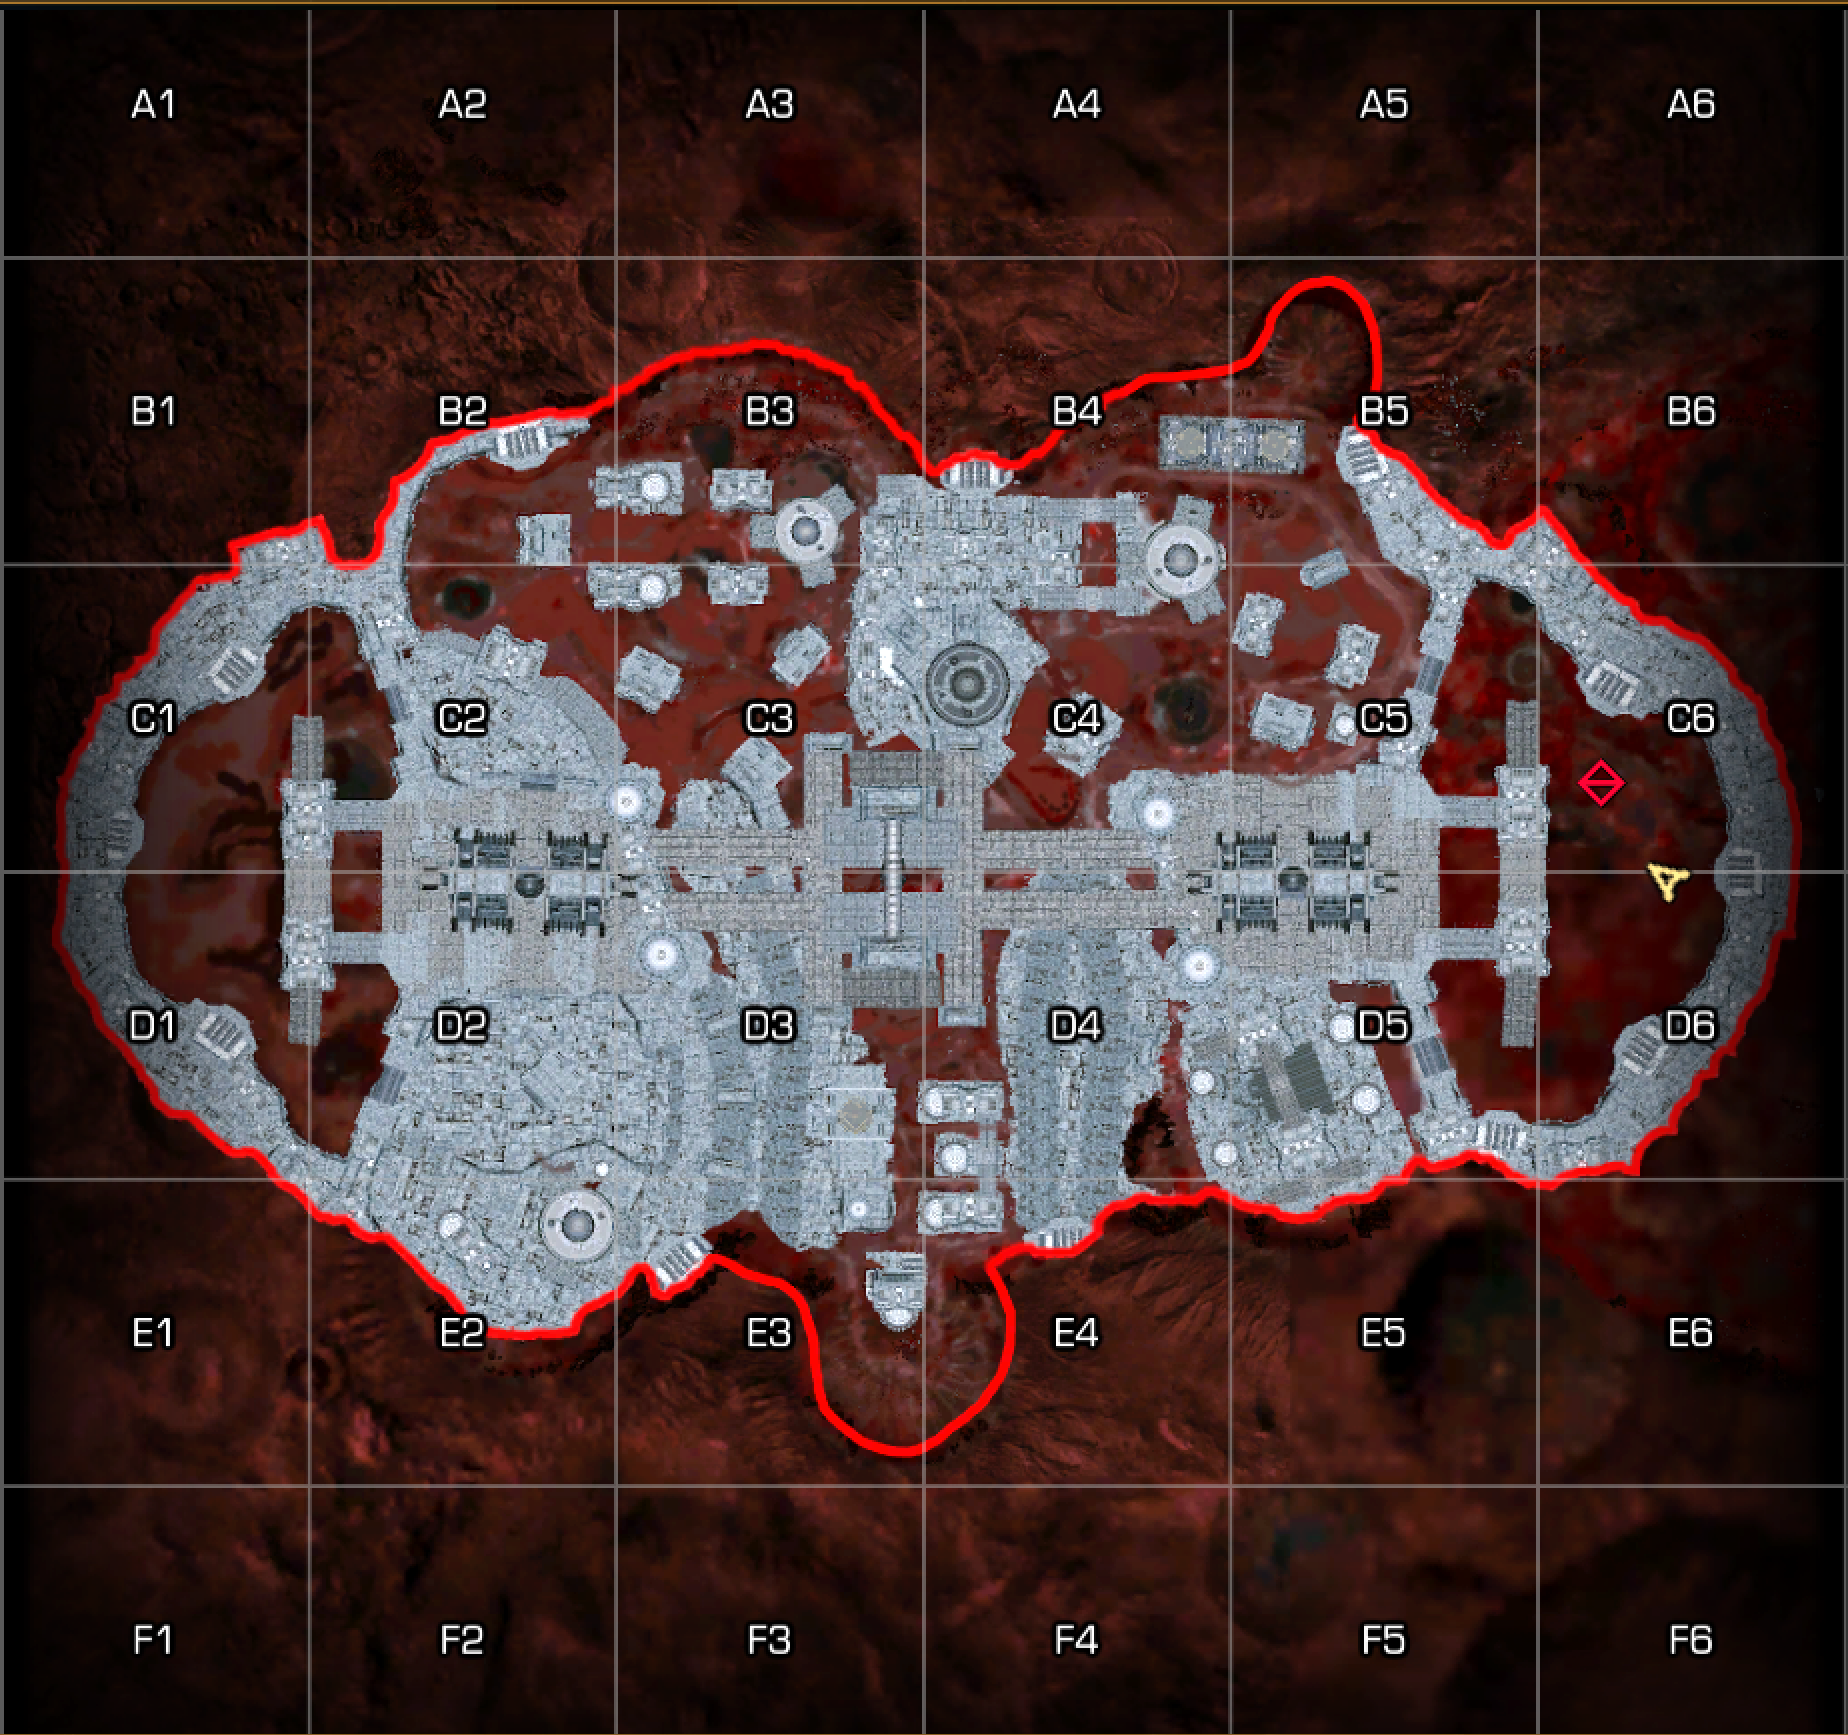 A1 A2 A3 A4 A5 A6
B1 B2 B3 B4 B5 B6
C1 C2 C3 C4 C5 C6
D1 D2 D3 D4 D5 D6
E1 E2 E3 E4 E5 E6
F1 F2 F3 F4 F5 F6